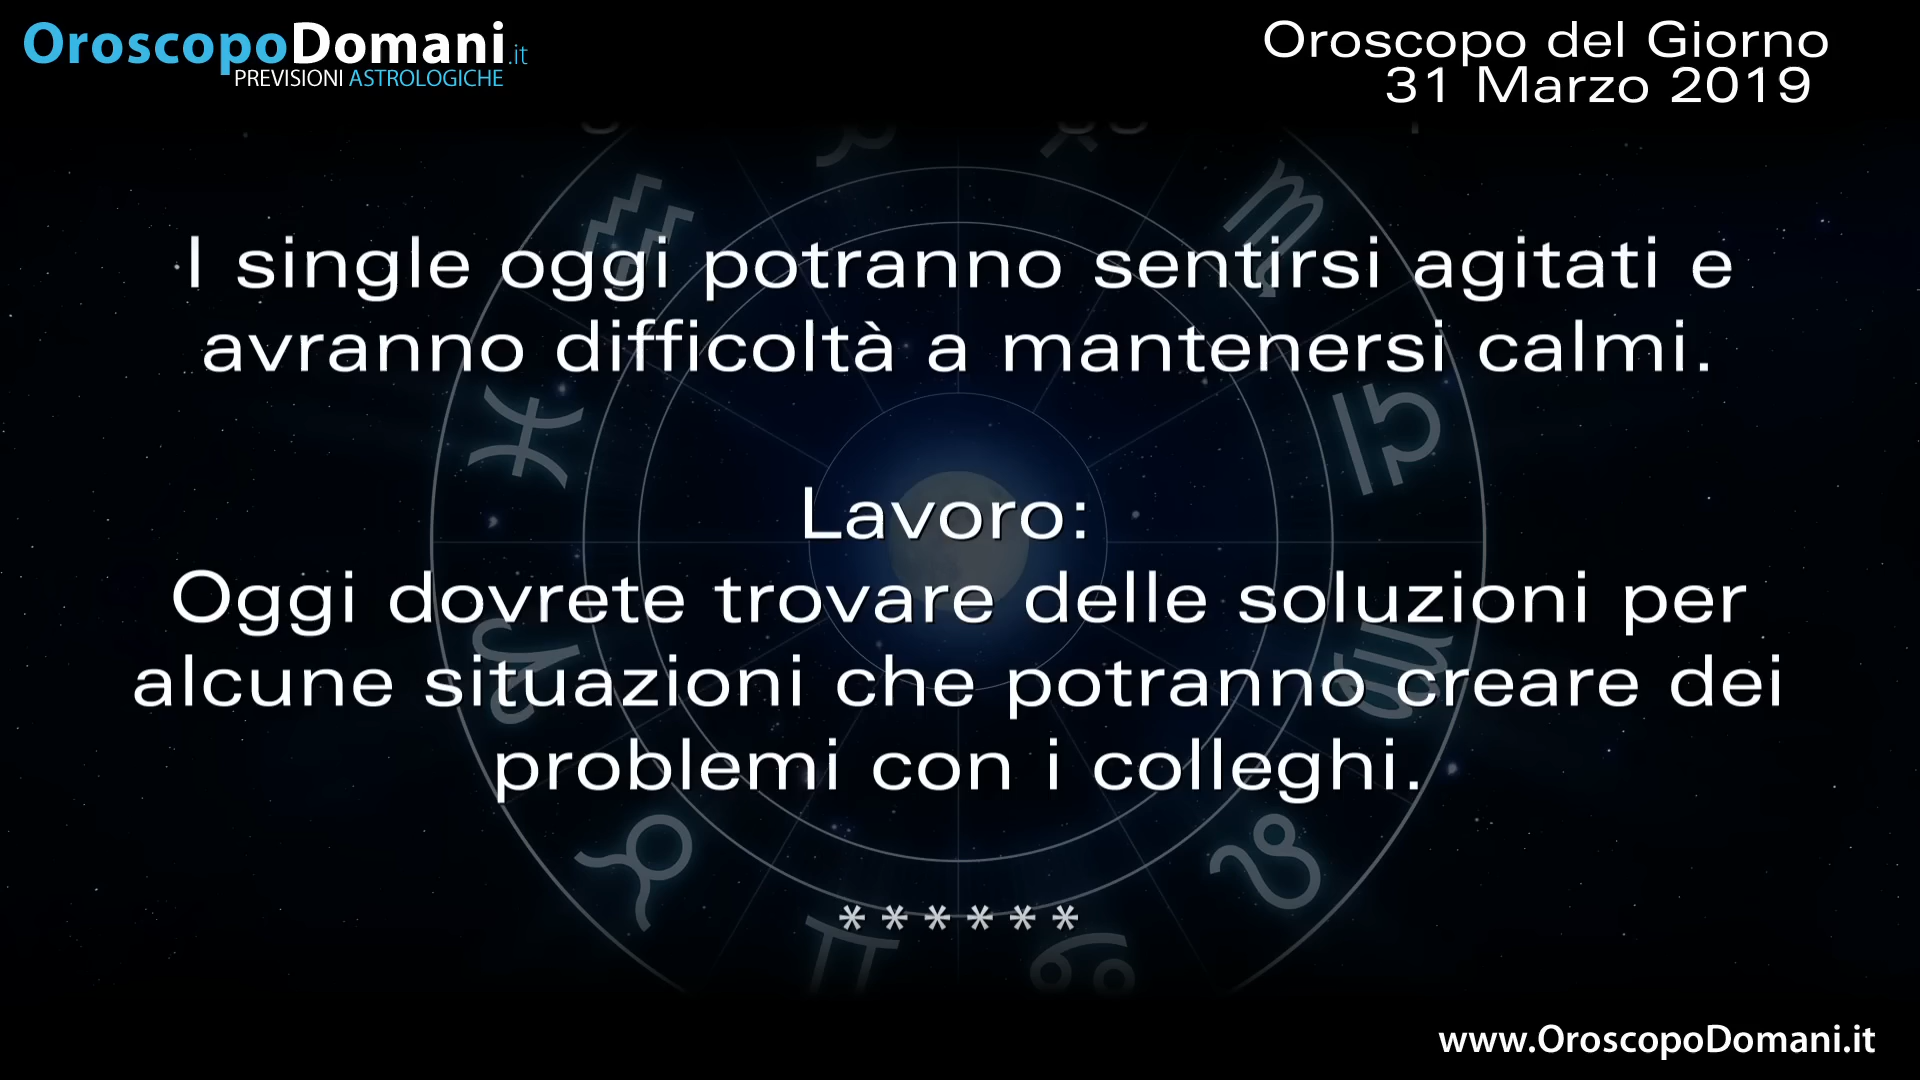 OroscopoDomani.it
PREVISIONI ASTROLOGICHE
Oroscopo del Giorno
31 Marzo 2019
I single oggi potranno sentirsi agitati e
avranno difficoltà a mantenersi calmi.
Lavoro:
Oggi dovrete trovare delle soluzioni per
alcune situazioni che potranno creare dei
problemi con i colleghi.
******
www.OroscopoDomani.it